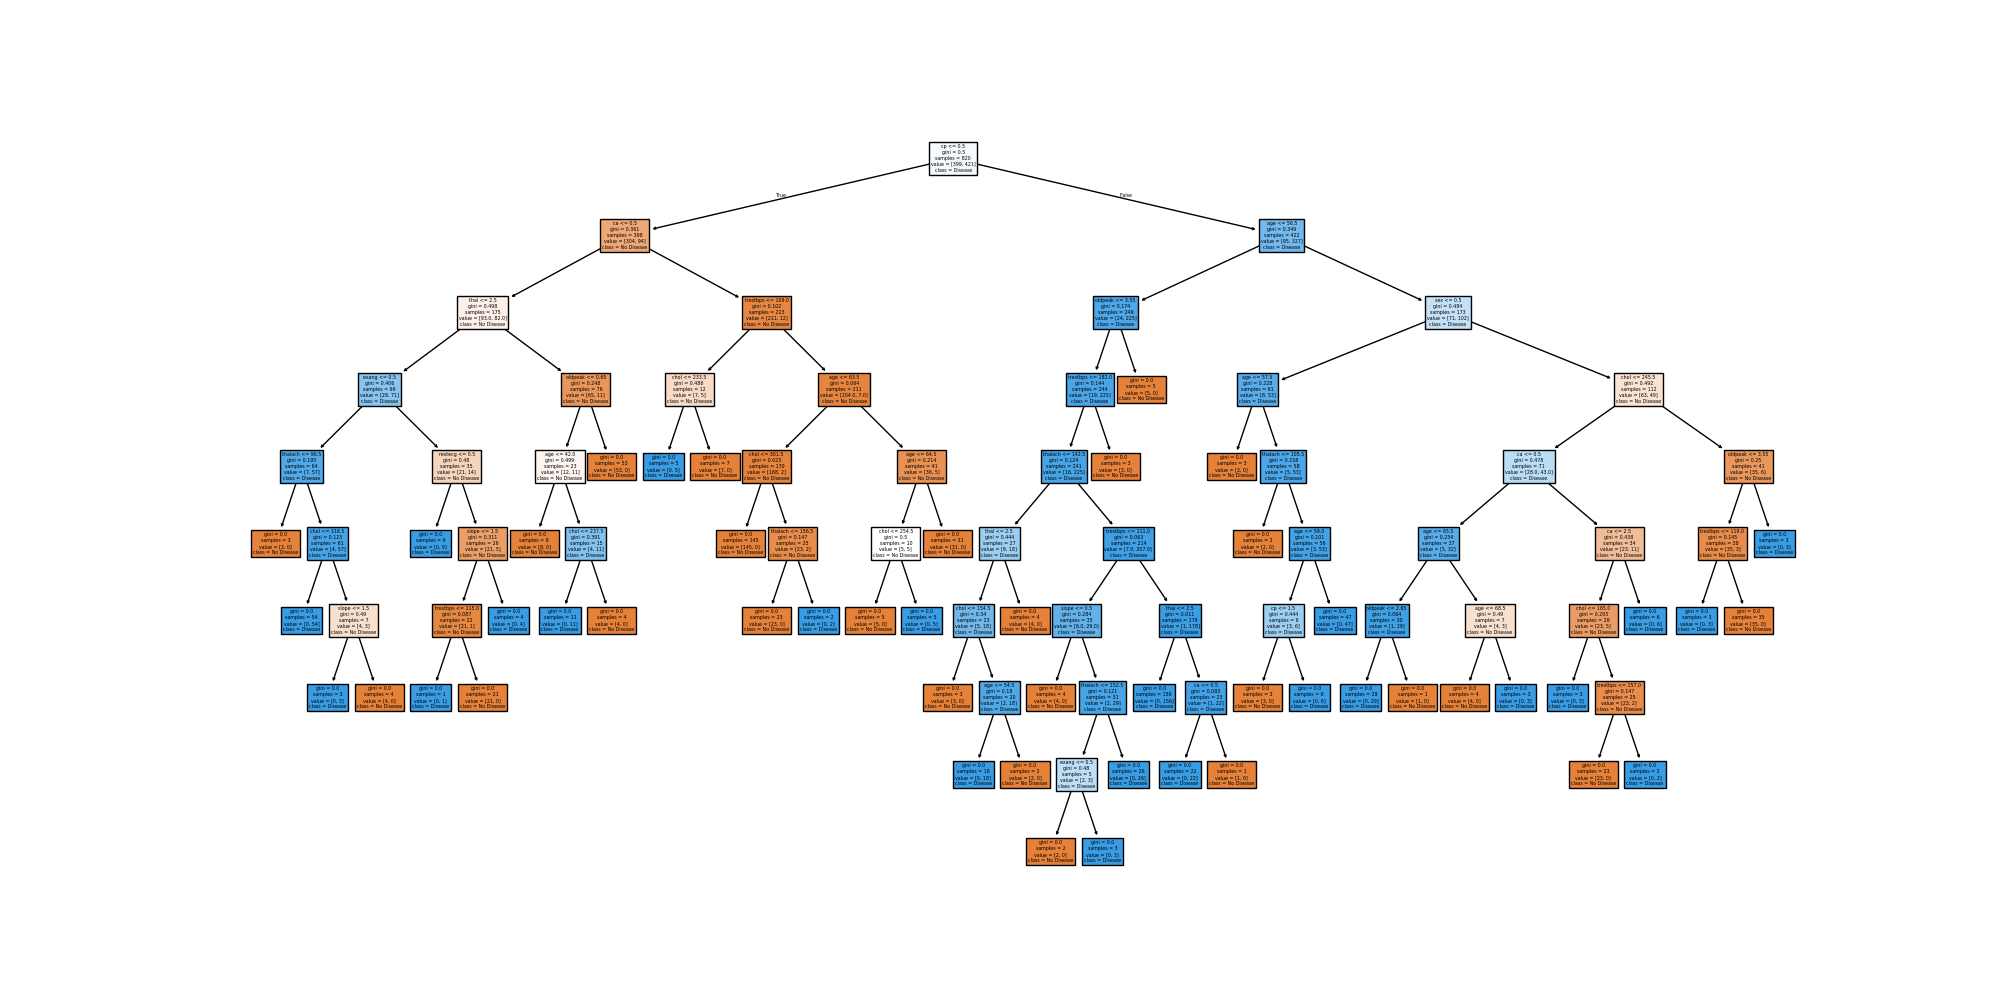 cp <= 0.5
gini = 0.5
samples = 820
value = [399, 421]
class = Disease
True
False
ca <= 0.5
gini = 0.361
samples = 398
value = [304, 94]
class = No Disease
age <= 56.5
gini = 0.349
samples = 422
value = [95, 327]
class = Disease
thal <= 2.5
gini = 0.498
samples = 175
value = [93.0, 82.0]
class = No Disease
trestbps <= 109.0
gini = 0.102
samples = 223
value = [211, 12]
class = No Disease
oldpeak <= 3.55
gini = 0.174
samples = 249
value = [24, 225]
class = Disease
sex <= 0.5
gini = 0.484
samples = 173
value = [71, 102]
class = Disease
exang <= 0.5
gini = 0.406
samples = 99
value = [28, 71]
class = Disease
oldpeak <= 0.65
gini = 0.248
samples = 76
value = [65, 11]
class = No Disease
chol <= 233.5
gini = 0.486
samples = 12
value = [7, 5]
class = No Disease
age <= 63.5
gini = 0.064
samples = 211
value = [204.0, 7.0]
class = No Disease
trestbps <= 182.0
gini = 0.144
samples = 244
value = [19, 225]
class = Disease
gini = 0.0
samples = 5
value = [5, 0]
class = No Disease
age <= 57.5
gini = 0.228
samples = 61
value = [8, 53]
class = Disease
chol <= 245.5
gini = 0.492
samples = 112
value = [63, 49]
class = No Disease
thalach <= 96.5
gini = 0.195
samples = 64
value = [7, 57]
class = Disease
restecg <= 0.5
gini = 0.48
samples = 35
value = [21, 14]
class = No Disease
age <= 42.0
gini = 0.499
samples = 23
value = [12, 11]
class = No Disease
gini = 0.0
samples = 53
value = [53, 0]
class = No Disease
gini = 0.0
samples = 5
value = [0, 5]
class = Disease
gini = 0.0
samples = 7
value = [7, 0]
class = No Disease
chol <= 301.5
gini = 0.023
samples = 170
value = [168, 2]
class = No Disease
age <= 64.5
gini = 0.214
samples = 41
value = [36, 5]
class = No Disease
thalach <= 142.5
gini = 0.124
samples = 241
value = [16, 225]
class = Disease
gini = 0.0
samples = 3
value = [3, 0]
class = No Disease
gini = 0.0
samples = 3
value = [3, 0]
class = No Disease
thalach <= 105.5
gini = 0.158
samples = 58
value = [5, 53]
class = Disease
ca <= 0.5
gini = 0.478
samples = 71
value = [28.0, 43.0]
class = Disease
oldpeak <= 3.55
gini = 0.25
samples = 41
value = [35, 6]
class = No Disease
gini = 0.0
samples = 3
value = [3, 0]
class = No Disease
chol <= 316.5
gini = 0.123
samples = 61
value = [4, 57]
class = Disease
gini = 0.0
samples = 9
value = [0, 9]
class = Disease
slope <= 1.5
gini = 0.311
samples = 26
value = [21, 5]
class = No Disease
gini = 0.0
samples = 8
value = [8, 0]
class = No Disease
chol <= 237.5
gini = 0.391
samples = 15
value = [4, 11]
class = Disease
gini = 0.0
samples = 145
value = [145, 0]
class = No Disease
thalach <= 156.5
gini = 0.147
samples = 25
value = [23, 2]
class = No Disease
chol <= 254.5
gini = 0.5
samples = 10
value = [5, 5]
class = No Disease
gini = 0.0
samples = 31
value = [31, 0]
class = No Disease
thal <= 2.5
gini = 0.444
samples = 27
value = [9, 18]
class = Disease
trestbps <= 111.0
gini = 0.063
samples = 214
value = [7.0, 207.0]
class = Disease
gini = 0.0
samples = 2
value = [2, 0]
class = No Disease
age <= 59.0
gini = 0.101
samples = 56
value = [3, 53]
class = Disease
age <= 65.5
gini = 0.234
samples = 37
value = [5, 32]
class = Disease
ca <= 2.5
gini = 0.438
samples = 34
value = [23, 11]
class = No Disease
trestbps <= 119.0
gini = 0.145
samples = 38
value = [35, 3]
class = No Disease
gini = 0.0
samples = 3
value = [0, 3]
class = Disease
gini = 0.0
samples = 54
value = [0, 54]
class = Disease
slope <= 1.5
gini = 0.49
samples = 7
value = [4, 3]
class = No Disease
trestbps <= 115.0
gini = 0.087
samples = 22
value = [21, 1]
class = No Disease
gini = 0.0
samples = 4
value = [0, 4]
class = Disease
gini = 0.0
samples = 11
value = [0, 11]
class = Disease
gini = 0.0
samples = 4
value = [4, 0]
class = No Disease
gini = 0.0
samples = 23
value = [23, 0]
class = No Disease
gini = 0.0
samples = 2
value = [0, 2]
class = Disease
gini = 0.0
samples = 5
value = [5, 0]
class = No Disease
gini = 0.0
samples = 5
value = [0, 5]
class = Disease
chol <= 154.5
gini = 0.34
samples = 23
value = [5, 18]
class = Disease
gini = 0.0
samples = 4
value = [4, 0]
class = No Disease
slope <= 0.5
gini = 0.284
samples = 35
value = [6.0, 29.0]
class = Disease
thal <= 2.5
gini = 0.011
samples = 179
value = [1, 178]
class = Disease
cp <= 1.5
gini = 0.444
samples = 9
value = [3, 6]
class = Disease
gini = 0.0
samples = 47
value = [0, 47]
class = Disease
oldpeak <= 2.65
gini = 0.064
samples = 30
value = [1, 29]
class = Disease
age <= 68.5
gini = 0.49
samples = 7
value = [4, 3]
class = No Disease
chol <= 165.0
gini = 0.293
samples = 28
value = [23, 5]
class = No Disease
gini = 0.0
samples = 6
value = [0, 6]
class = Disease
gini = 0.0
samples = 3
value = [0, 3]
class = Disease
gini = 0.0
samples = 35
value = [35, 0]
class = No Disease
gini = 0.0
samples = 3
value = [0, 3]
class = Disease
gini = 0.0
samples = 4
value = [4, 0]
class = No Disease
gini = 0.0
samples = 1
value = [0, 1]
class = Disease
gini = 0.0
samples = 21
value = [21, 0]
class = No Disease
gini = 0.0
samples = 3
value = [3, 0]
class = No Disease
age <= 54.5
gini = 0.18
samples = 20
value = [2, 18]
class = Disease
gini = 0.0
samples = 4
value = [4, 0]
class = No Disease
thalach <= 152.5
gini = 0.121
samples = 31
value = [2, 29]
class = Disease
gini = 0.0
samples = 156
value = [0, 156]
class = Disease
ca <= 0.5
gini = 0.083
samples = 23
value = [1, 22]
class = Disease
gini = 0.0
samples = 3
value = [3, 0]
class = No Disease
gini = 0.0
samples = 6
value = [0, 6]
class = Disease
gini = 0.0
samples = 29
value = [0, 29]
class = Disease
gini = 0.0
samples = 1
value = [1, 0]
class = No Disease
gini = 0.0
samples = 4
value = [4, 0]
class = No Disease
gini = 0.0
samples = 3
value = [0, 3]
class = Disease
gini = 0.0
samples = 3
value = [0, 3]
class = Disease
trestbps <= 157.0
gini = 0.147
samples = 25
value = [23, 2]
class = No Disease
gini = 0.0
samples = 18
value = [0, 18]
class = Disease
gini = 0.0
samples = 2
value = [2, 0]
class = No Disease
exang <= 0.5
gini = 0.48
samples = 5
value = [2, 3]
class = Disease
gini = 0.0
samples = 26
value = [0, 26]
class = Disease
gini = 0.0
samples = 22
value = [0, 22]
class = Disease
gini = 0.0
samples = 1
value = [1, 0]
class = No Disease
gini = 0.0
samples = 23
value = [23, 0]
class = No Disease
gini = 0.0
samples = 2
value = [0, 2]
class = Disease
gini = 0.0
samples = 2
value = [2, 0]
class = No Disease
gini = 0.0
samples = 3
value = [0, 3]
class = Disease